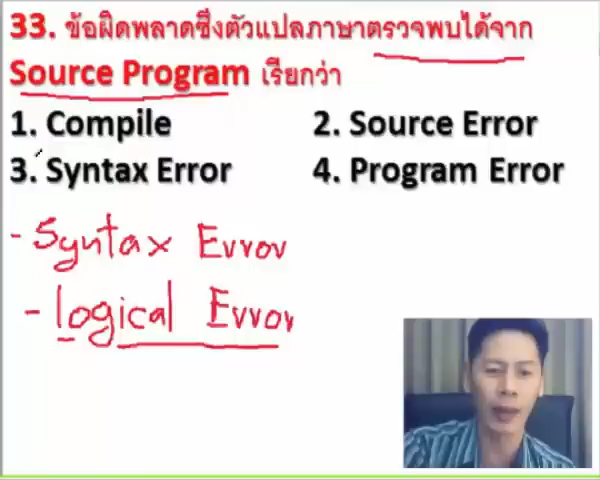 33. ข้อผิดพลาดซึ่งตัวแปลภาษาตรวจพบได้จาก
Source Program เรียกว่า
1. Compile 2. Source Error
3. Syntax Error 4. Program Error
- Syntax Error
- logical Error